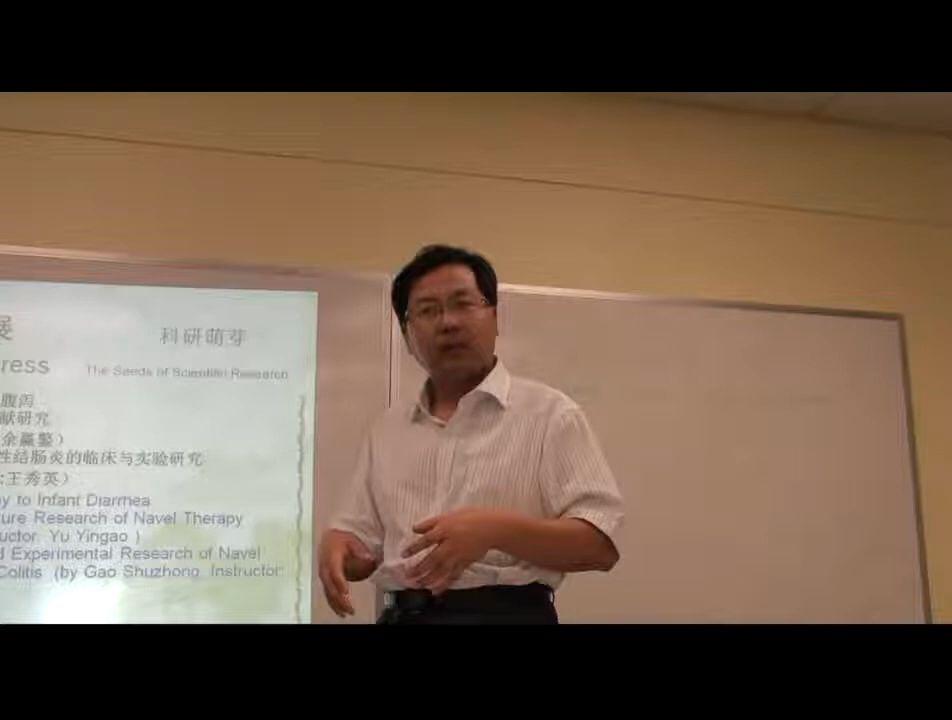 展 科研萌芽
ress The Seeds of Scientific Research
腹泻
献研究
余赢鳌）
性结肠炎的临床与实验研究
:王秀英）
y to Infant Diarrhea
ture Research of Navel Therapy
uctor: Yu Yingao )
d Experimental Research of Navel
Colitis (by Gao Shuzhong, Instructor: